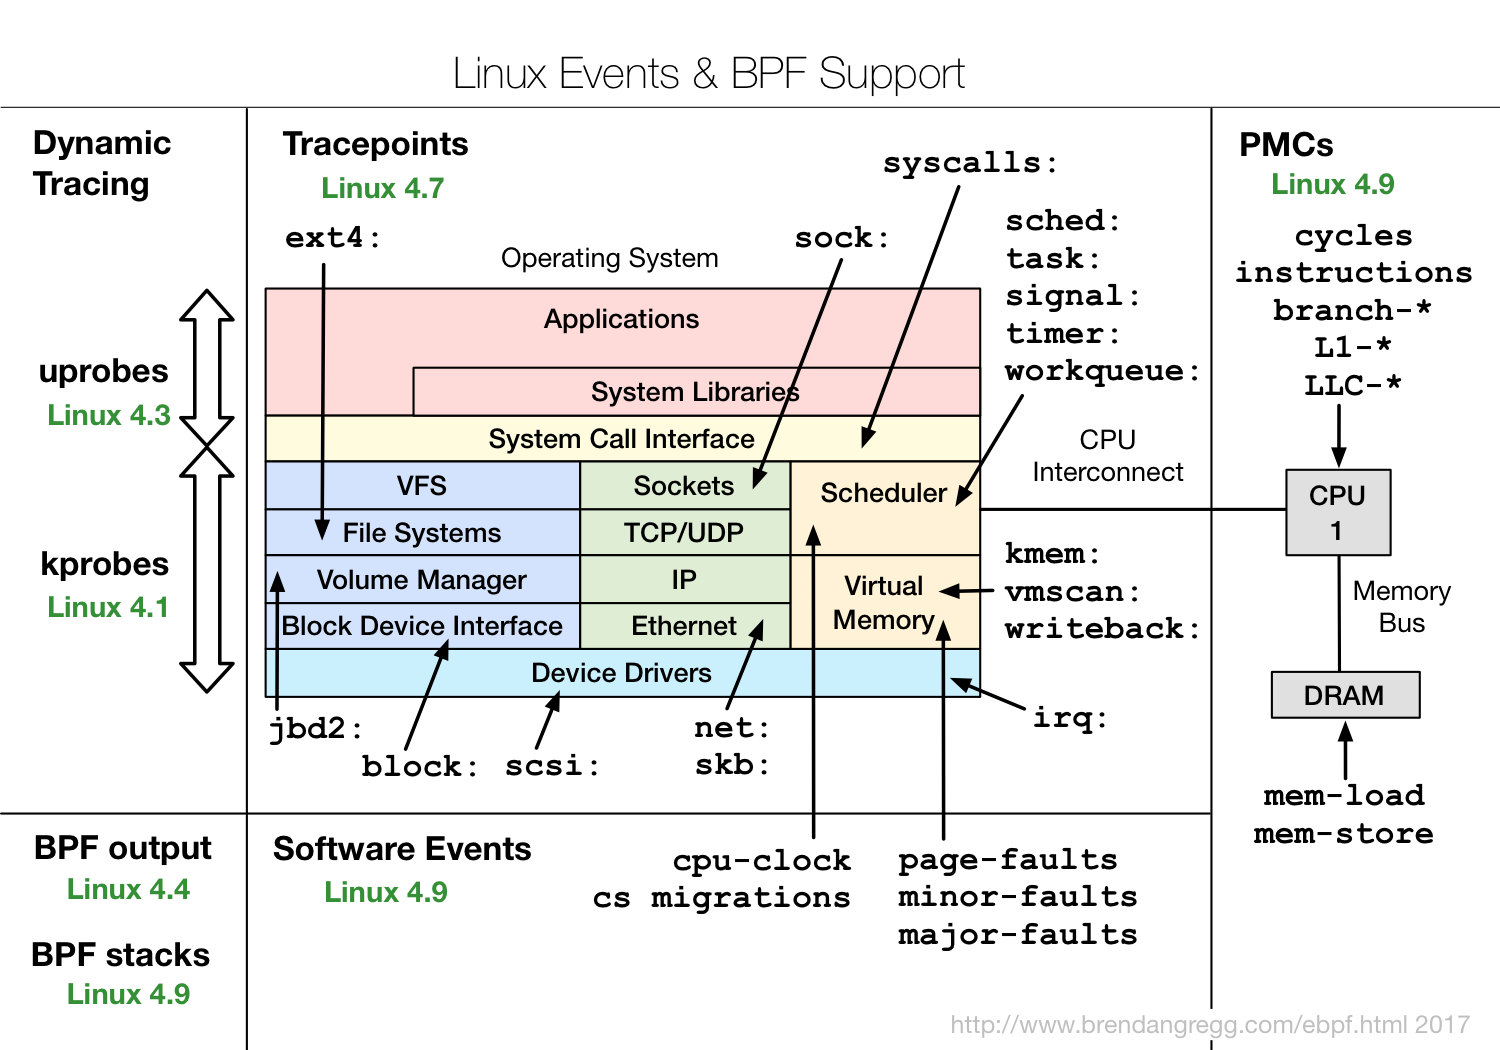 Linux Events & BPF Support
Dynamic
Tracing
uprobes
Linux 4.3
kprobes
Linux 4.1
Tracepoints
Linux 4.7
ext4:
Operating System
sock:
syscalls:
sched:
task:
signal:
timer:
workqueue:
Applications
System Libraries
System Call Interface
VFS
Sockets
Scheduler
File Systems
TCP/UDP
Volume Manager
IP
Virtual
Memory
Block Device Interface
Ethernet
Device Drivers
CPU
Interconnect
kmem:
vmscan:
writeback:
jbd2:
block:
scsi:
net:
skb:
irq:
PMCs
Linux 4.9
cycles
instructions
branch-*
L1-*
LLC-*
CPU
1
Memory
Bus
DRAM
mem-load
mem-store
BPF output
Linux 4.4
BPF stacks
Linux 4.9
Software Events
Linux 4.9
cpu-clock
cs migrations
page-faults
minor-faults
major-faults
http://www.brendangregg.com/ebpf.html 2017